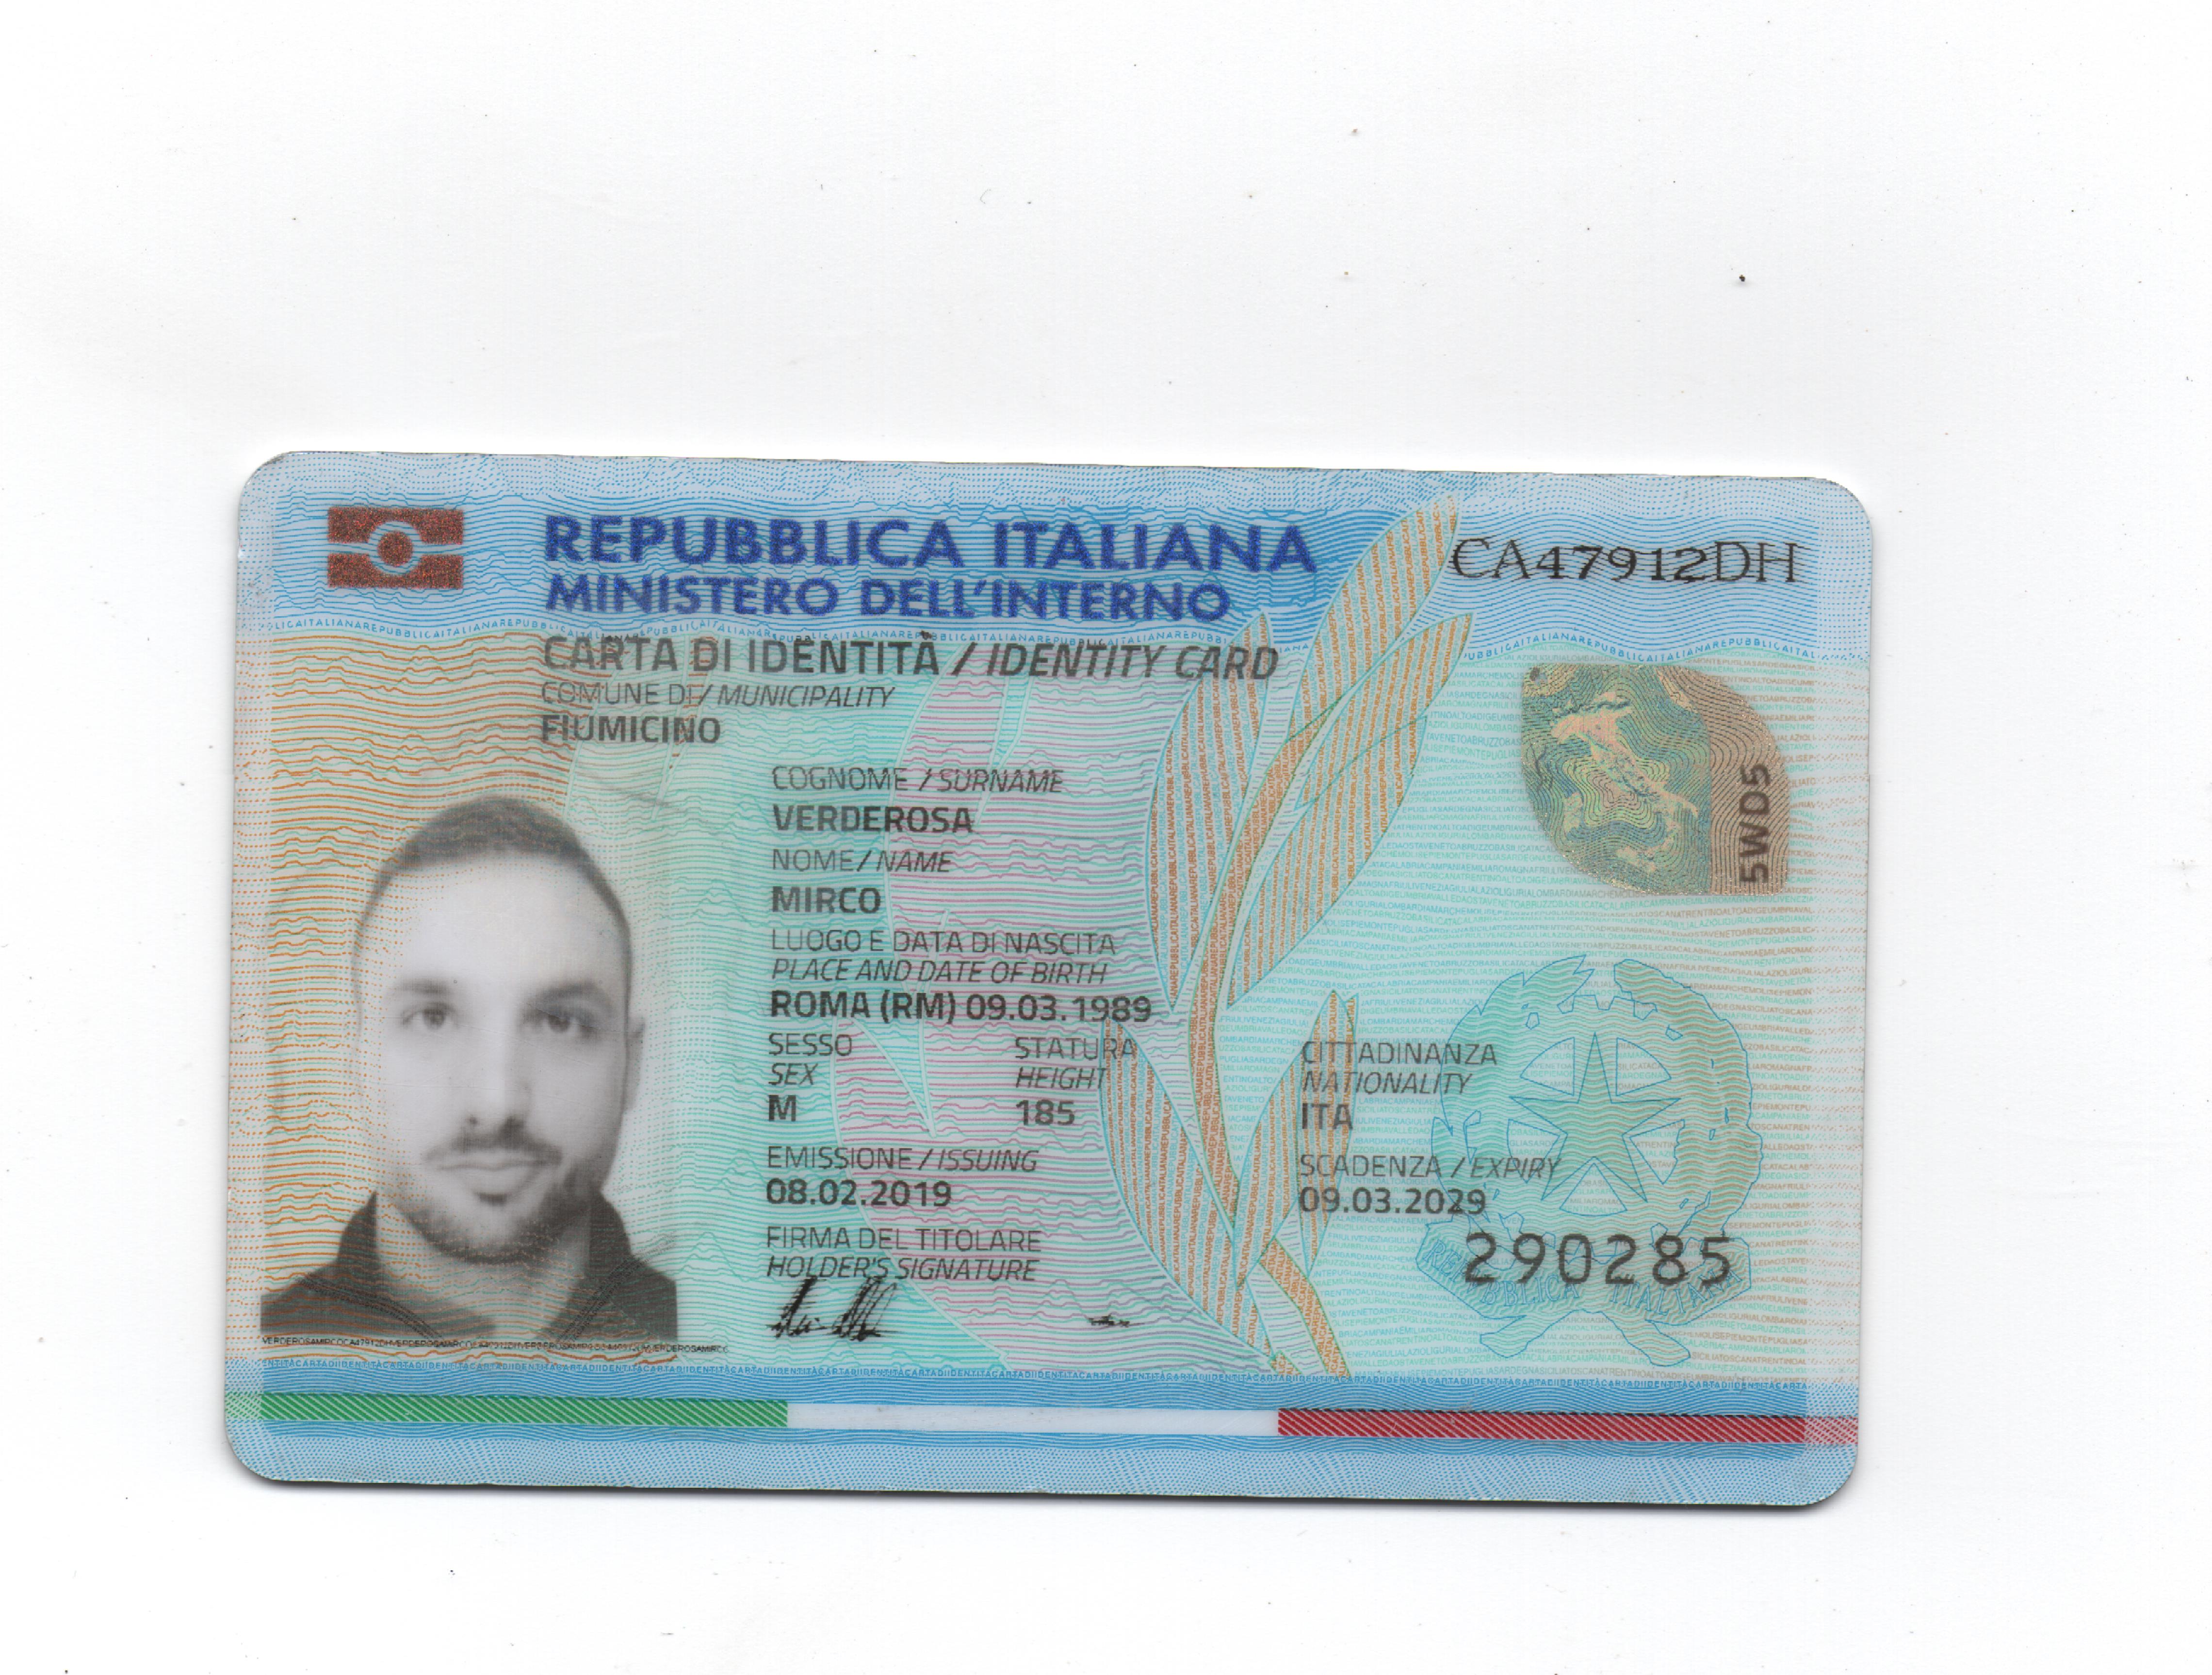 REPUBBLICA ITALIANA
MINISTERO DELL'INTERNO
CA47912DH
CARTA DI IDENTITÀ / IDENTITY CARD
COMUNE DI / MUNICIPALITY
FIUMICINO
COGNOME / SURNAME
VERDEROSA
NOME / NAME
MIRCO
LUOGO E DATA DI NASCITA
PLACE AND DATE OF BIRTH
ROMA (RM) 09.03.1989
SESSO STATURA CITTADINANZA
SEX HEIGHT NATIONALITY
M 185 ITA
EMISSIONE / ISSUING SCADENZA / EXPIRY
08.02.2019 09.03.2029
FIRMA DEL TITOLARE
HOLDER'S SIGNATURE
290285
5WD5
REPUBBLICA ITALIANA